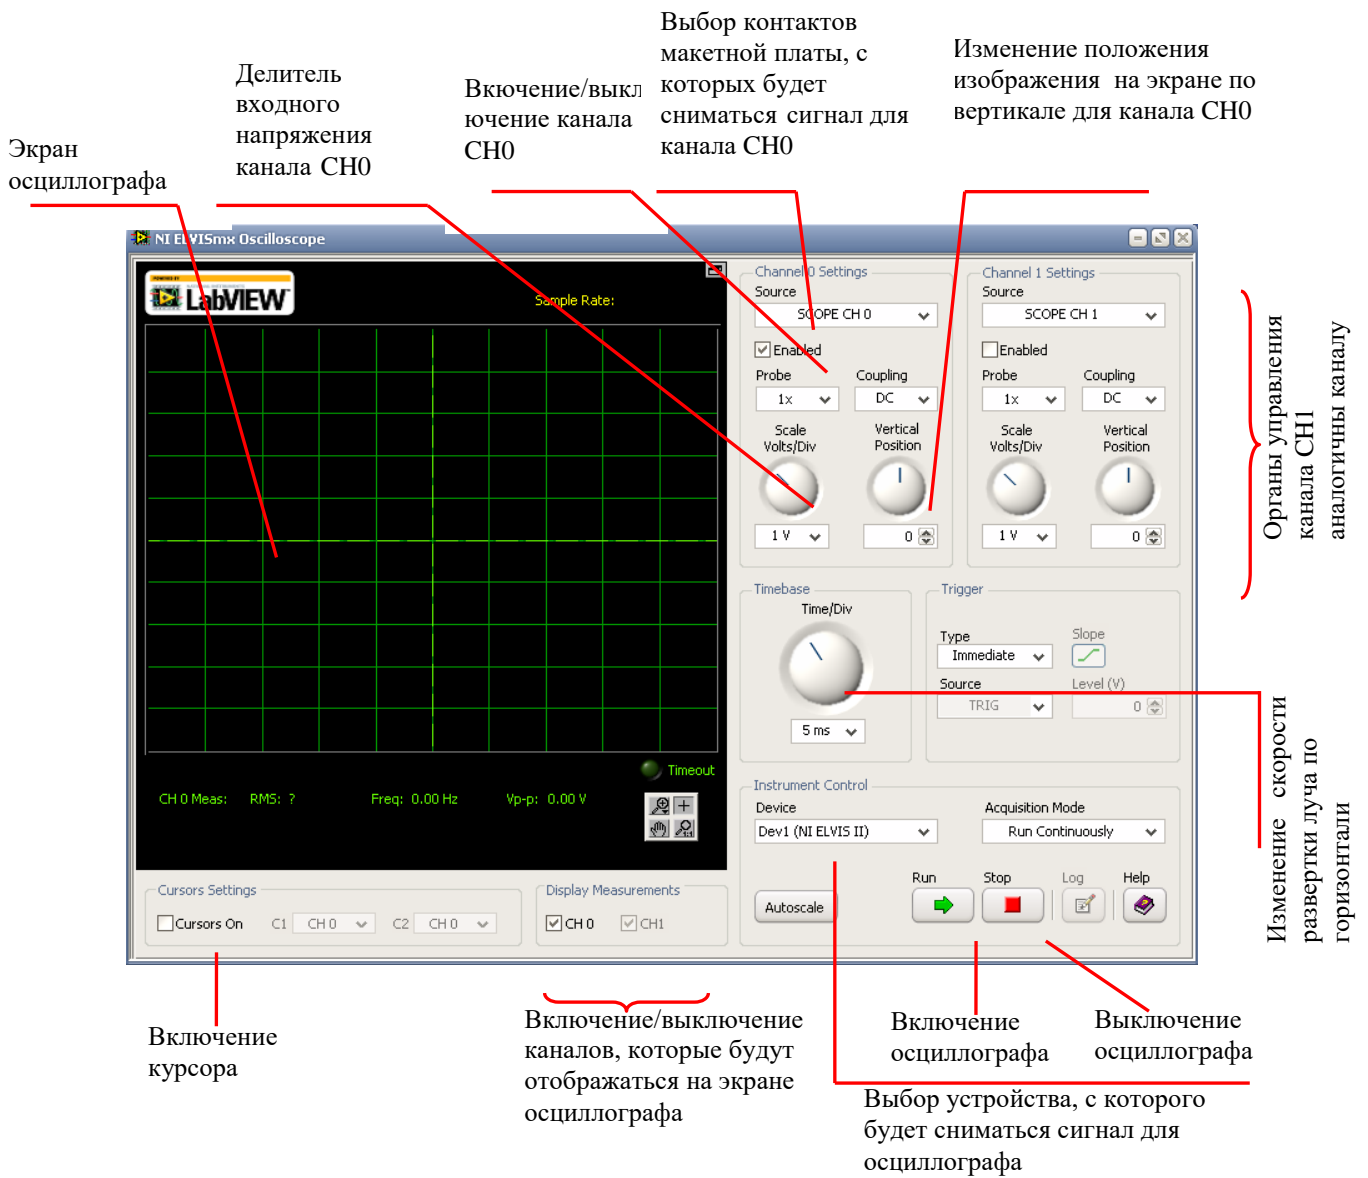 Выбор контактов
макетной платы, с
которых будет
сниматься сигнал для
канала CH0
Изменение положения
изображения на экране по
вертикале для канала CH0
Делитель
входного
напряжения
канала CH0
Вкючение/выкл
ючение канала
CH0
Экран
осциллографа
NI ELVISmx Oscilloscope
POWERED BY
LabVIEW
Sample Rate:
Channel 0 Settings
Source
SCOPE CH 0
Enabled
Probe
Coupling
1x
DC
Scale
Volts/Div
Vertical
Position
1 V
0
Channel 1 Settings
Source
SCOPE CH 1
Enabled
Probe
Coupling
1x
DC
Scale
Volts/Div
Vertical
Position
1 V
0
Органы управления
канала CH1
аналогичны каналу
Timebase
Time/Div
5 ms
Trigger
Type
Immediate
Slope
Source
TRIG
Level (V)
0
Изменение скорости
развертки луча по
горизонтали
Timeout
CH 0 Meas: RMS: ? Freq: 0.00 Hz Vp-p: 0.00 V
Instrument Control
Device
Dev1 (NI ELVIS II)
Acquisition Mode
Run Continuously
Autoscale
Run
Stop
Log
Help
Cursors Settings
Cursors On C1 CH 0 C2 CH 0
Display Measurements
CH 0 CH1
Включение
курсора
Включение/выключение
каналов, которые будут
отображаться на экране
осциллографа
Включение
осциллографа
Выключение
осциллографа
Выбор устройства, с которого
будет сниматься сигнал для
осциллографа